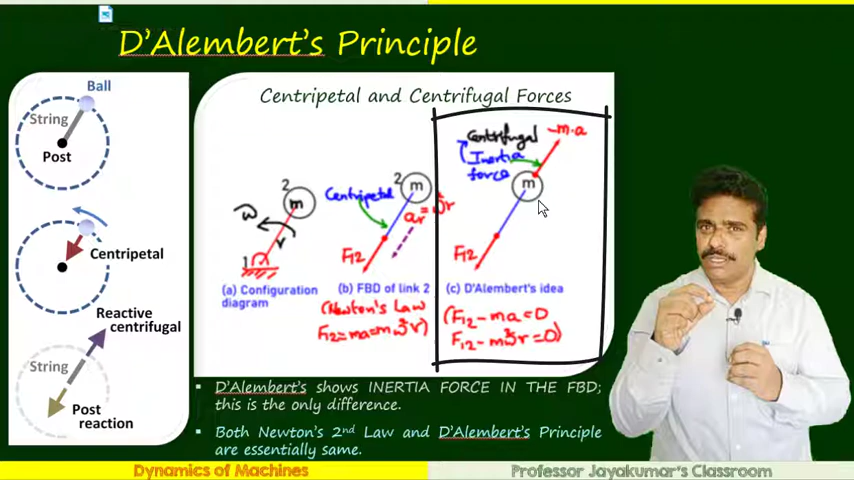 D'Alembert's Principle
Ball
String
Post
Centripetal
Reactive
centrifugal
String
Post
reaction
Centripetal and Centrifugal Forces
2
m
ω
r
1
(a) Configuration
diagram
2
m
Centripetal
aᵣ = ω²r
F12
(b) FBD of link 2
(Newton's Law
F12=ma=mω²r)
Centrifugal
Inertia
force
-m.a
m
F12
(c) D'Alembert's idea
(F12-ma=0
F12-mω²r=0)
▪ D'Alembert's shows INERTIA FORCE IN THE FBD;
this is the only difference.
▪ Both Newton's 2nd Law and D'Alembert's Principle
are essentially same.
Dynamics of Machines
Professor Jayakumar's Classroom